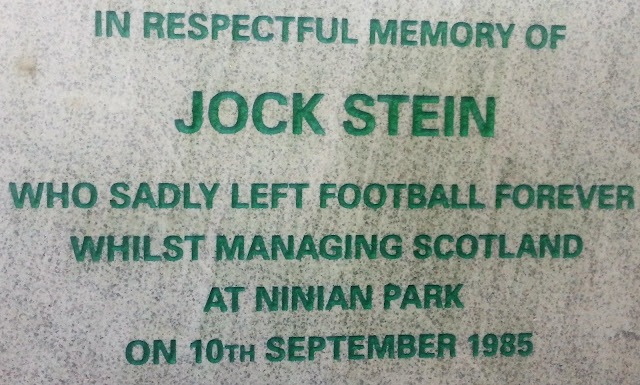 IN RESPECTFUL MEMORY OF
JOCK STEIN
WHO SADLY LEFT FOOTBALL FOREVER
WHILST MANAGING SCOTLAND
AT NINIAN PARK
ON 10TH SEPTEMBER 1985